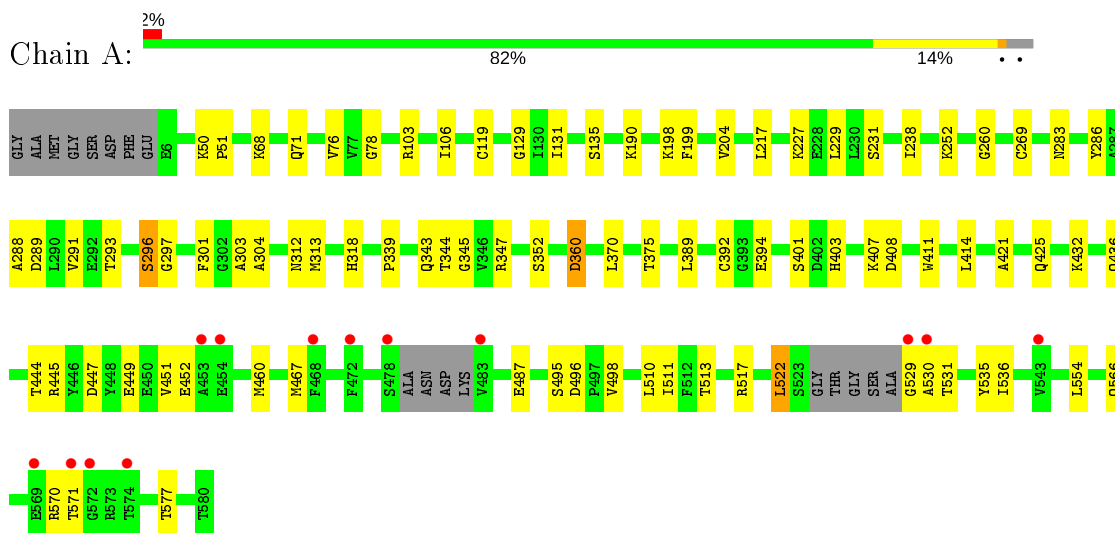 2%
Chain A:
82% 14% • •
GLY ALA MET GLY SER ASP PHE GLU E6 K50 P51 K68 Q71 V76 V77 G78 R103 I106 C119 G129 I130 I131 S135 K190 K198 F199 V204 L217 K227 E228 L229 L230 S231 I238 K252 G260 C269 N283 Y286 A287
A288 D289 L290 V291 E292 T293 S296 G297 F301 G302 A303 A304 N312 M313 H318 P339 Q343 T344 G345 V346 R347 S352 D360 L370 T375 L389 C392 G393 E394 S401 D402 H403 K407 D408 W411 L414 A421 Q425 K432
T444 R445 Y446 D447 Y448 E449 E450 V451 E452 A453 E454 M460 M467 F468 F472 S478 ALA ASN ASP LYS V483 E487 S495 D496 P497 V498 L510 I511 F512 T513 R517 L522 S523 GLY THR GLY SER ALA G529 A530 T531 Y535 I536 V543 L554
E569 R570 T571 G572 R573 T574 T577 T580